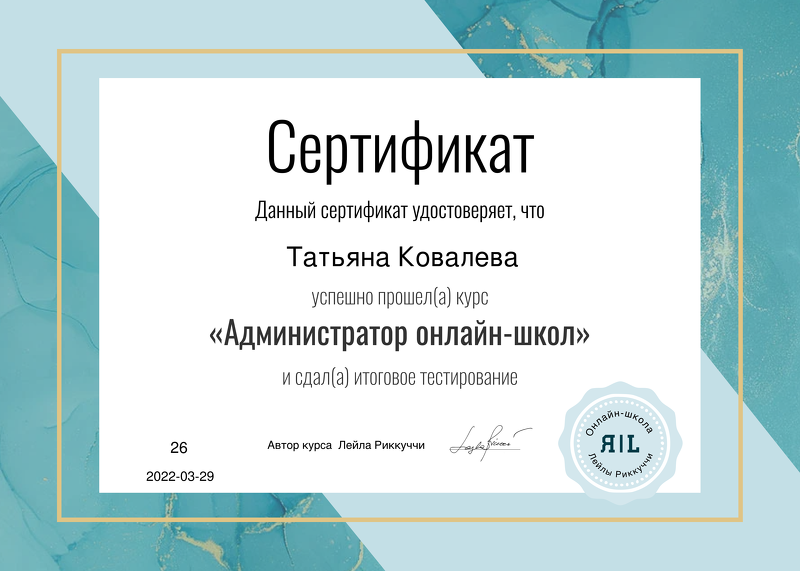 Сертификат
Данный сертификат удостоверяет, что
Татьяна Ковалева
успешно прошел(а) курс
«Администратор онлайн-школ»
и сдал(а) итоговое тестирование
26
2022-03-29
Автор курса Лейла Риккуччи
Онлайн-школа
ЯIL
Лейлы Риккуччи